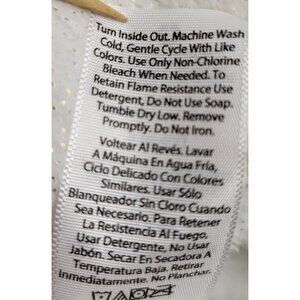 Turn Inside Out. Machine Wash
Cold, Gentle Cycle With Like
Colors. Use Only Non-Chlorine
Bleach When Needed. To
Retain Flame Resistance Use
Detergent, Do Not Use Soap.
Tumble Dry Low. Remove
Promptly. Do Not Iron.
Voltear Al Revés. Lavar
A Máquina En Agua Fría,
Ciclo Delicado Con Colores
Similares. Usar Sólo
Blanqueador Sin Cloro Cuando
Sea Necesario. Para Retener
La Resistencia Al Fuego,
Usar Detergente, No Usar
Jabón. Secar En Secadora A
Temperatura Baja. Retirar
Inmediatamente. No Planchar.